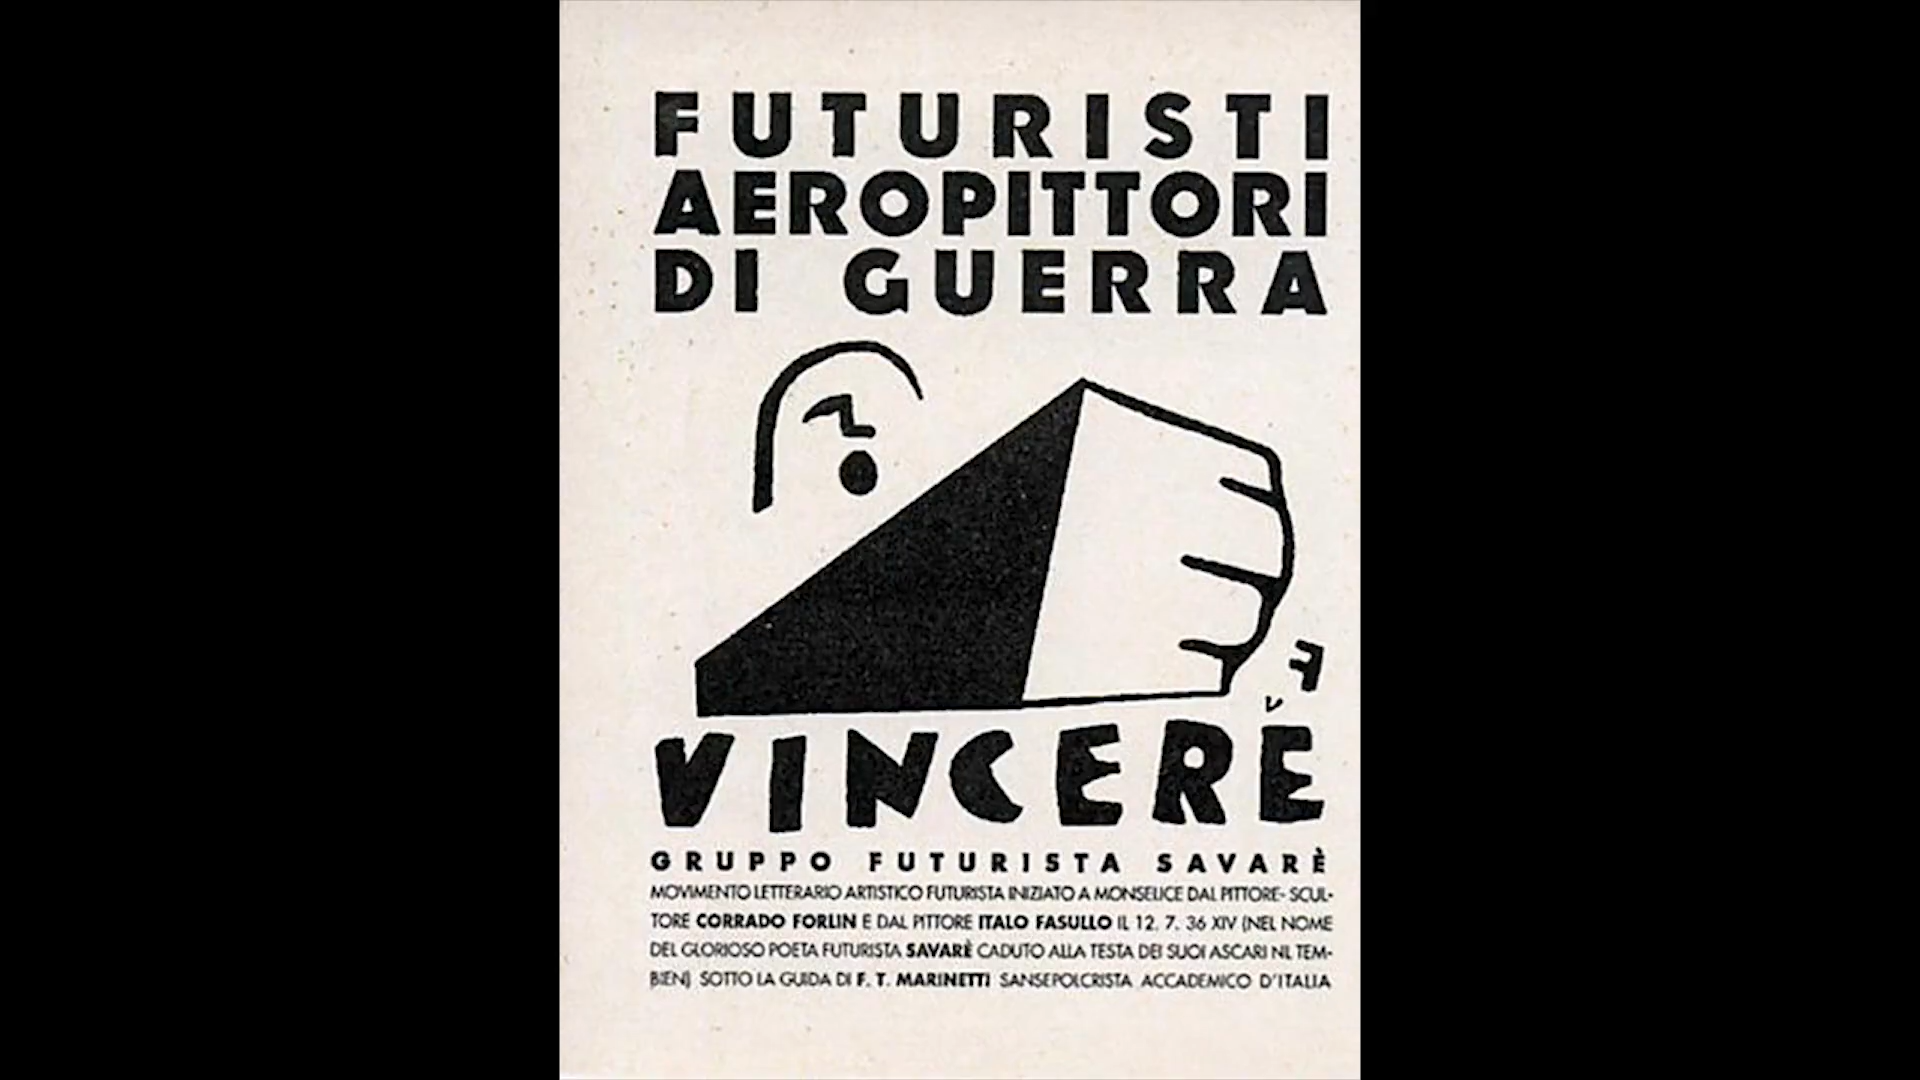 FUTURISTI
AEROPITTORI
DI GUERRA
F
VINCERE
GRUPPO FUTURISTA SAVARÈ
MOVIMENTO LETTERARIO ARTISTICO FUTURISTA INIZIATO A MONSELICE DAL PITTORE-SCUL-
TORE CORRADO FORLIN E DAL PITTORE ITALO FASULLO IL 12. 7. 36 XIV (NEL NOME
DEL GLORIOSO POETA FUTURISTA SAVARÈ CADUTO ALLA TESTA DEI SUOI ASCARI NL TEM-
BIEN) SOTTO LA GUIDA DI F. T. MARINETTI SANSEPOLCRISTA ACCADEMICO D'ITALIA